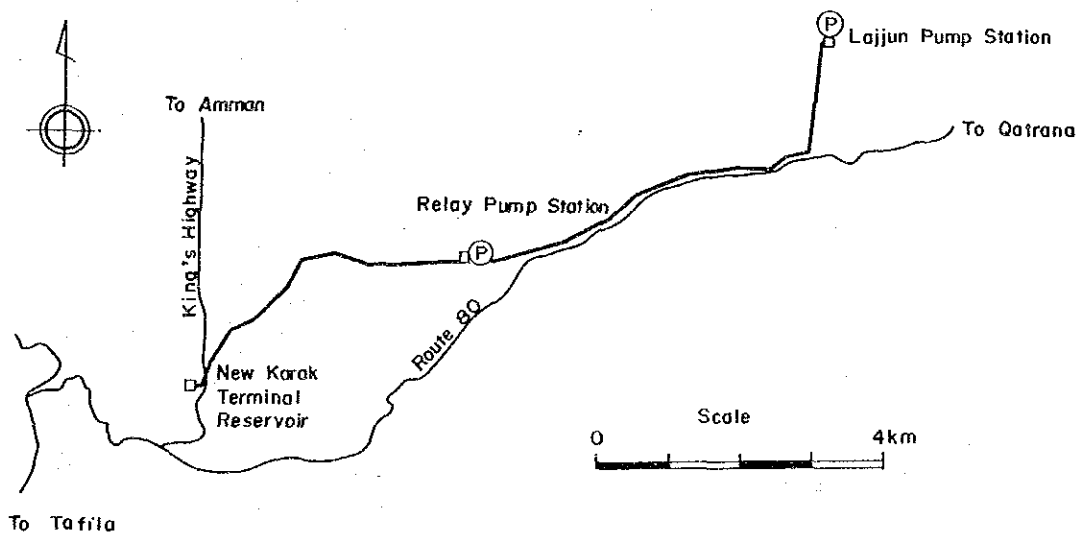 P
Lajjun Pump Station
To Amman
To Qatrana
King's Highway
Relay Pump Station
P
Route 80
New Karak
Terminal
Reservoir
Scale
0
4km
To Tafila